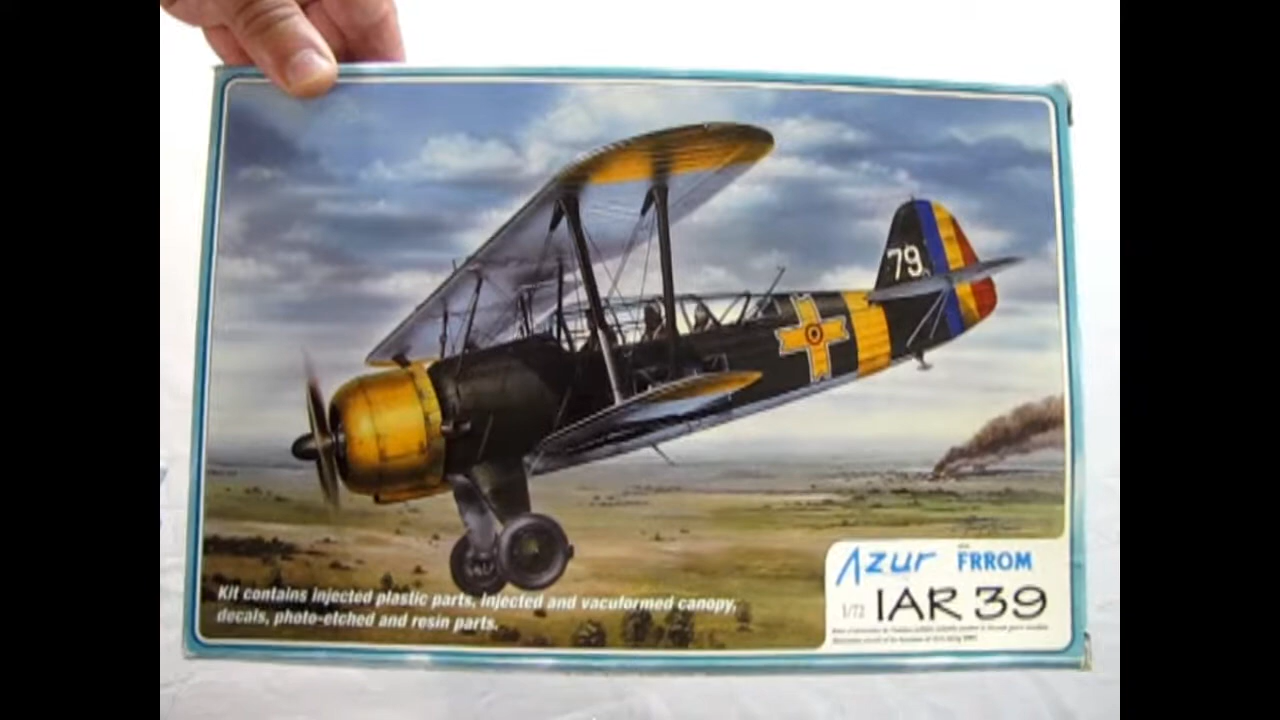 79
Kit contains injected plastic parts, injected and vacuformed canopy,
decals, photo-etched and resin parts.
Azur FRROM
1/72 IAR 39